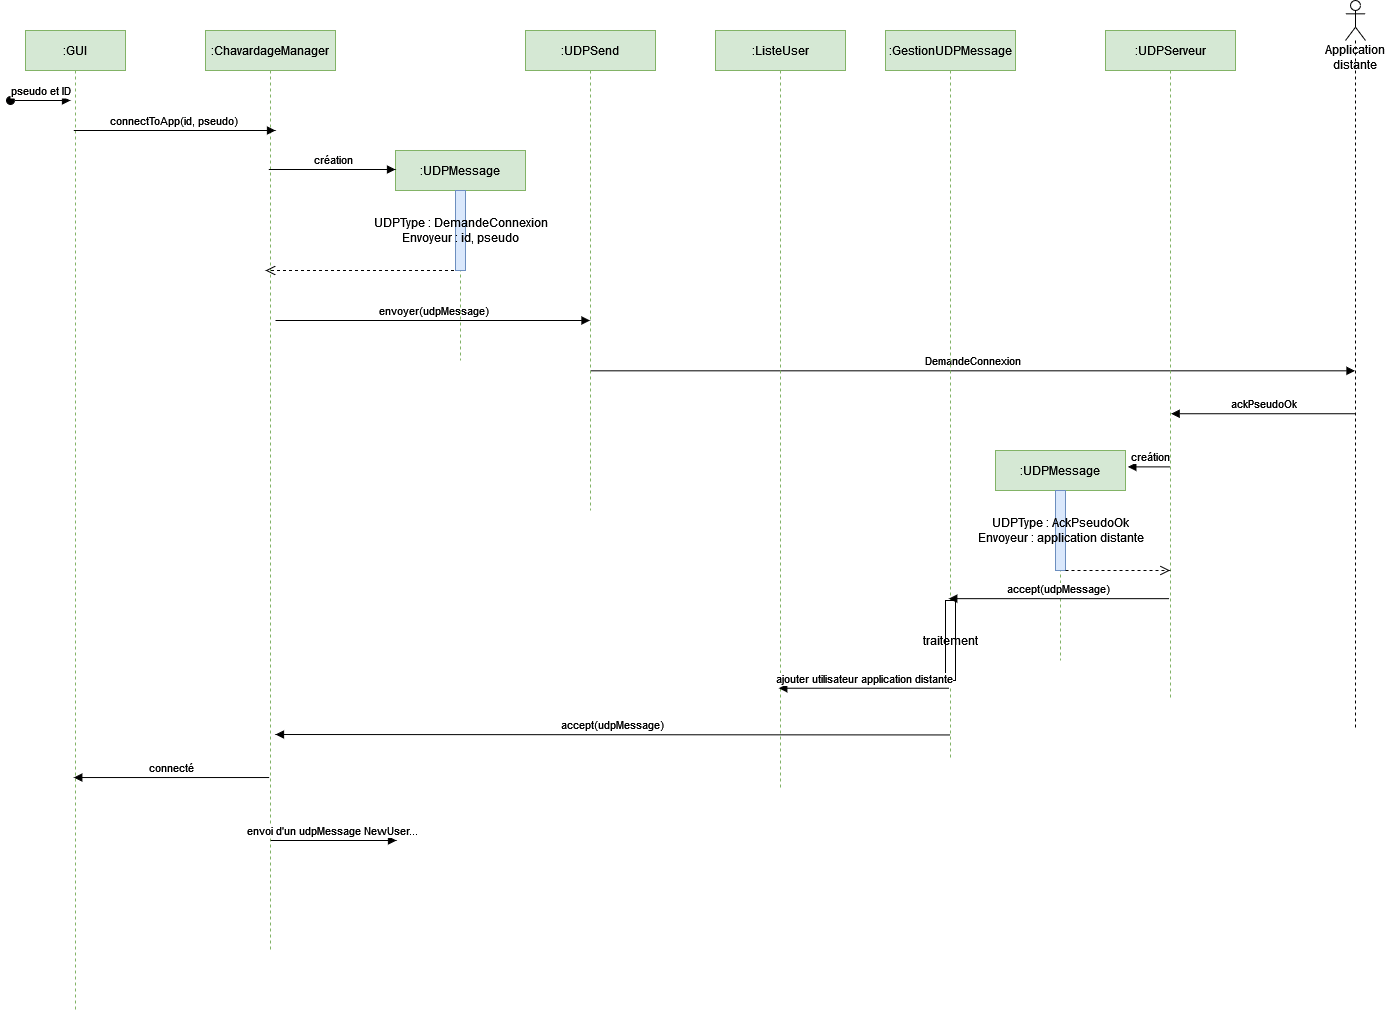 :GUI
:ChavardageManager
:UDPSend
:ListeUser
:GestionUDPMessage
:UDPServeur
Application
distante
pseudo et ID
connectToApp(id, pseudo)
création
:UDPMessage
UDPType : DemandeConnexion
Envoyeur : id, pseudo
envoyer(udpMessage)
DemandeConnexion
ackPseudoOk
creátion
:UDPMessage
UDPType : AckPseudoOk
Envoyeur : application distante
accept(udpMessage)
traitement
ajouter utilisateur application distante
accept(udpMessage)
connecté
envoi d'un udpMessage NewUser...